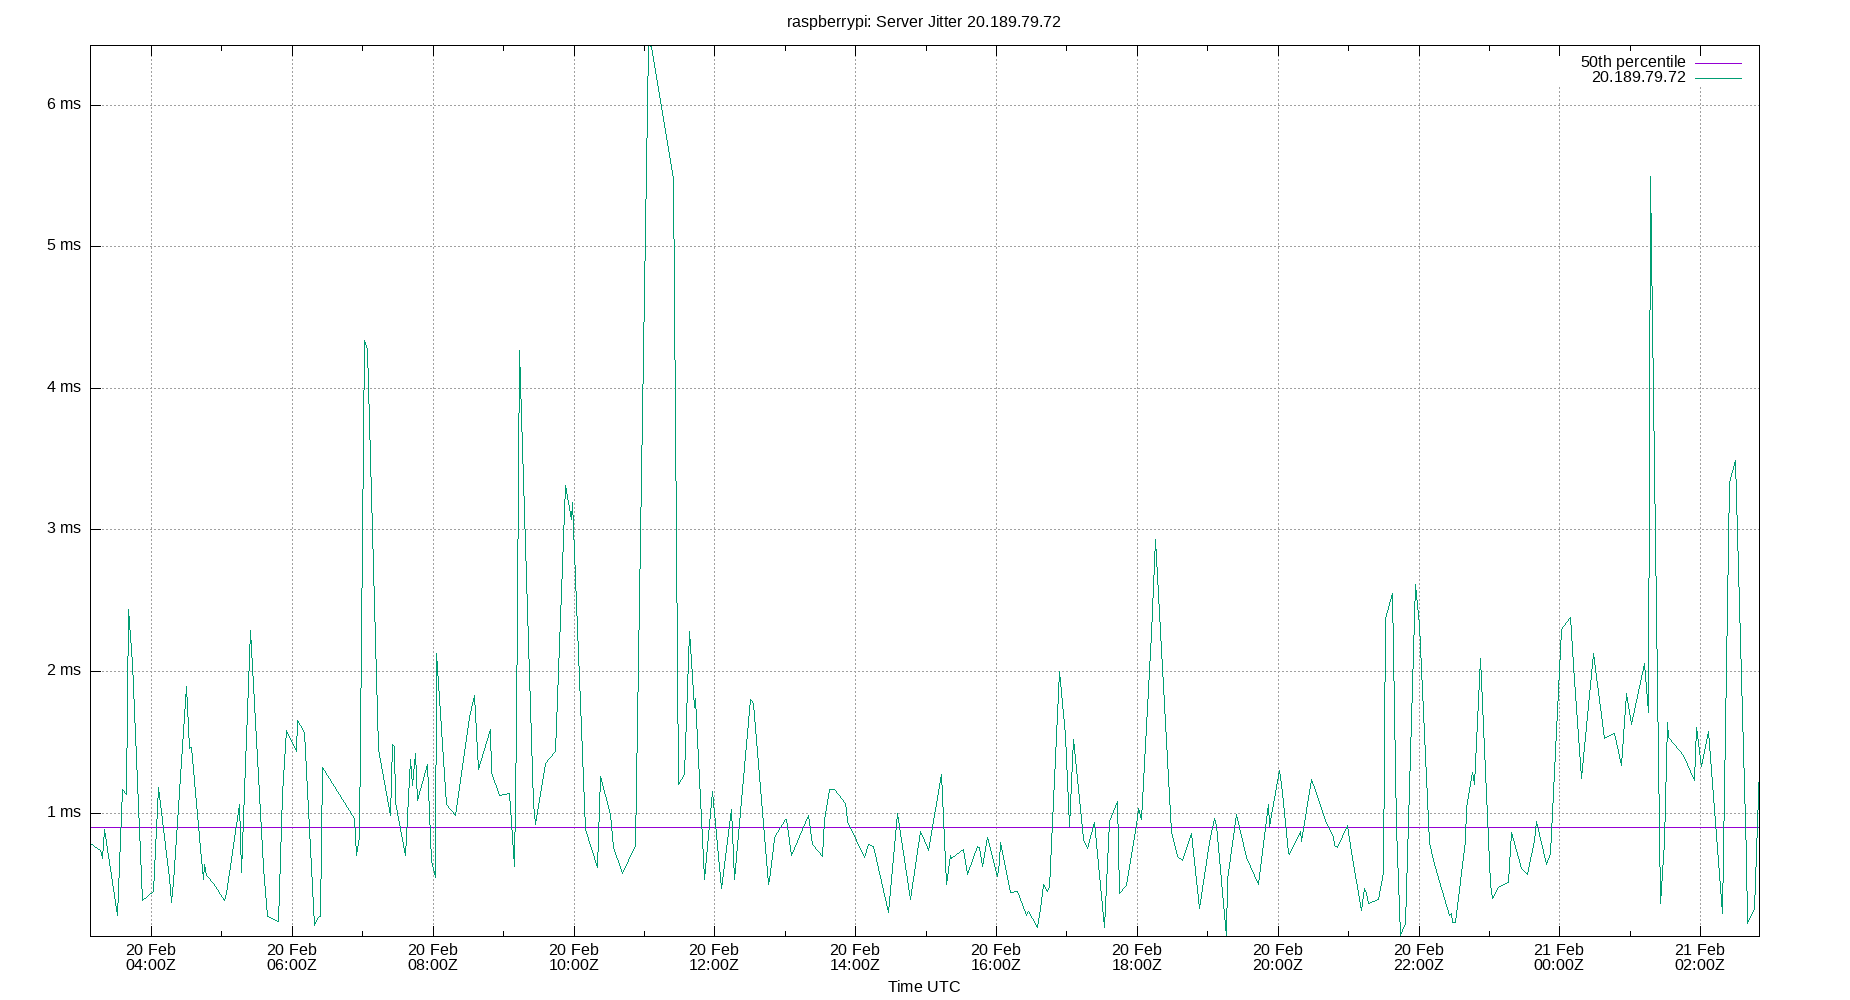 raspberrypi: Server Jitter 20.189.79.72
50th percentile
20.189.79.72
6 ms
5 ms
4 ms
3 ms
2 ms
1 ms
20 Feb 20 Feb 20 Feb 20 Feb 20 Feb 20 Feb 20 Feb 20 Feb 20 Feb 20 Feb 21 Feb 21 Feb
04:00Z 06:00Z 08:00Z 10:00Z 12:00Z 14:00Z 16:00Z 18:00Z 20:00Z 22:00Z 00:00Z 02:00Z
Time UTC